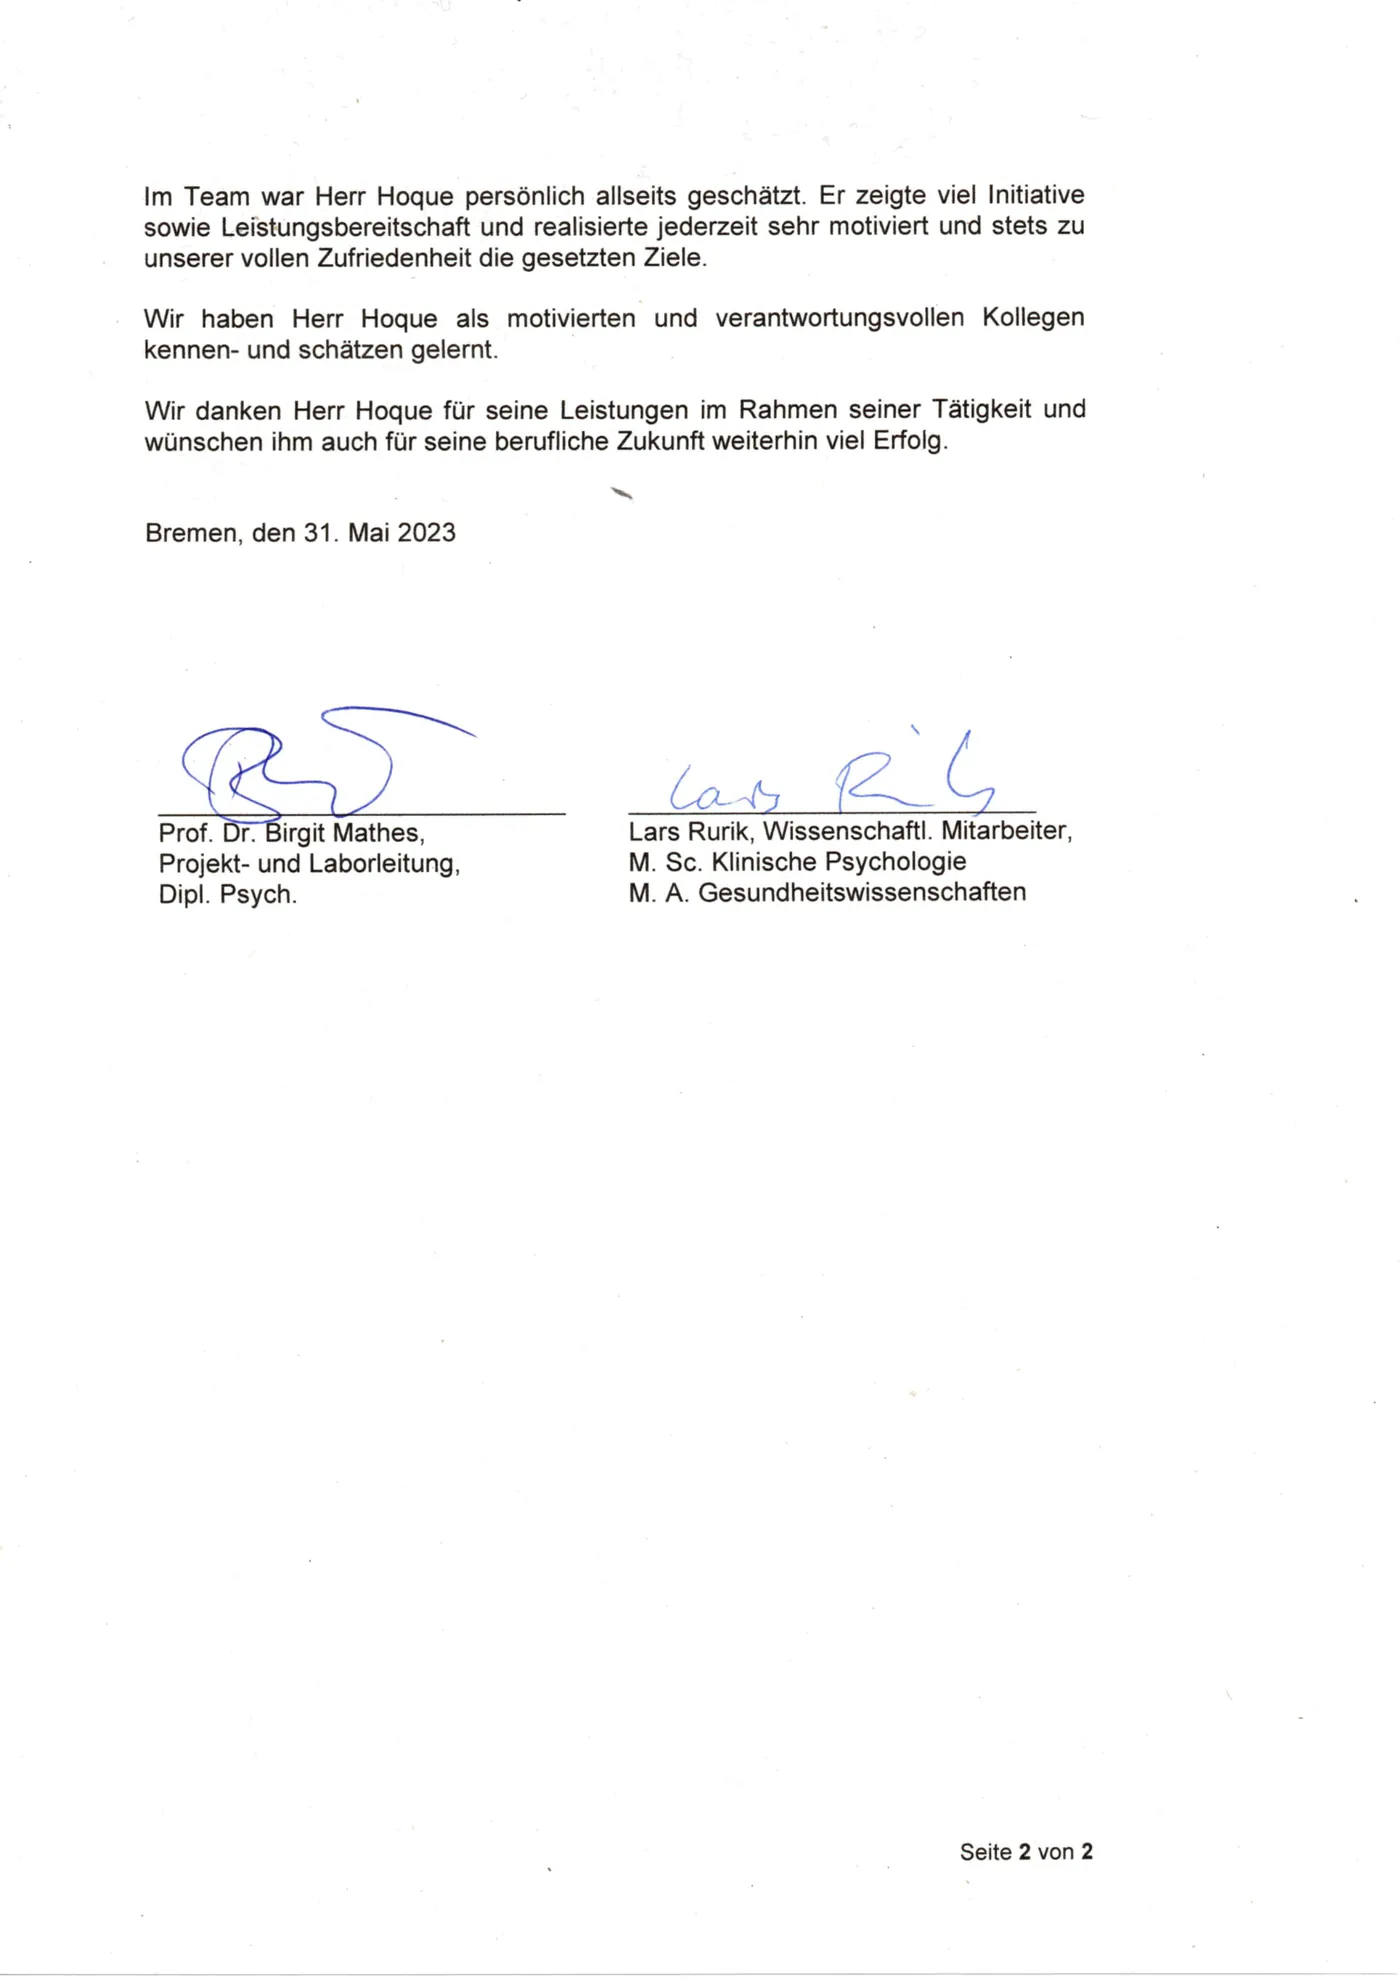 Im Team war Herr Hoque persönlich allseits geschätzt. Er zeigte viel Initiative
sowie Leistungsbereitschaft und realisierte jederzeit sehr motiviert und stets zu
unserer vollen Zufriedenheit die gesetzten Ziele.
Wir haben Herr Hoque als motivierten und verantwortungsvollen Kollegen
kennen- und schätzen gelernt.
Wir danken Herr Hoque für seine Leistungen im Rahmen seiner Tätigkeit und
wünschen ihm auch für seine berufliche Zukunft weiterhin viel Erfolg.
Bremen, den 31. Mai 2023
Lars
Prof. Dr. Birgit Mathes,
Projekt- und Laborleitung,
Dipl. Psych.
Lars Rurik, Wissenschaftl. Mitarbeiter,
M. Sc. Klinische Psychologie
M. A. Gesundheitswissenschaften
Seite 2 von 2